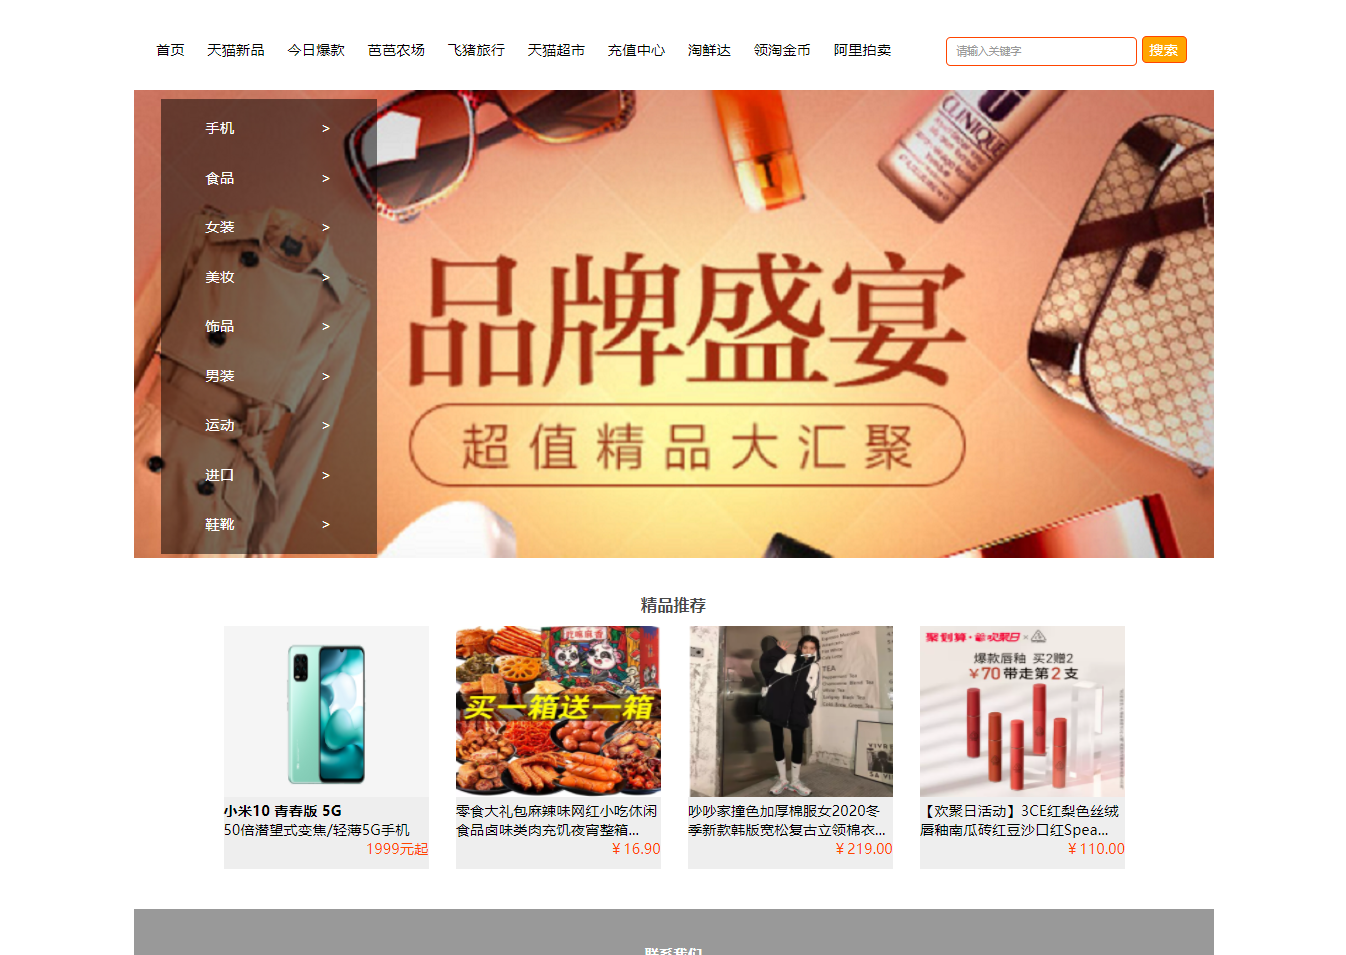 首页 天猫新品 今日爆款 芭芭农场 飞猪旅行 天猫超市 充值中心 淘鲜达 领淘金币 阿里拍卖 请输入关键字 搜索
手机 >
食品 >
女装 >
美妆 >
饰品 >
男装 >
运动 >
进口 >
鞋靴 >
CLINIQUE
品牌盛宴
超值精品大汇聚
精品推荐
买一箱送一箱
TEA
聚划算·欢聚日
爆款唇釉 买2赠2
￥70带走第2支
小米10 青春版 5G
50倍潜望式变焦/轻薄5G手机
1999元起
零食大礼包麻辣味网红小吃休闲
食品卤味类肉充饥夜宵整箱...
￥16.90
吵吵家撞色加厚棉服女2020冬
季新款韩版宽松复古立领棉衣...
￥219.00
【欢聚日活动】3CE红梨色丝绒
唇釉南瓜砖红豆沙口红Spea...
￥110.00
联系我们